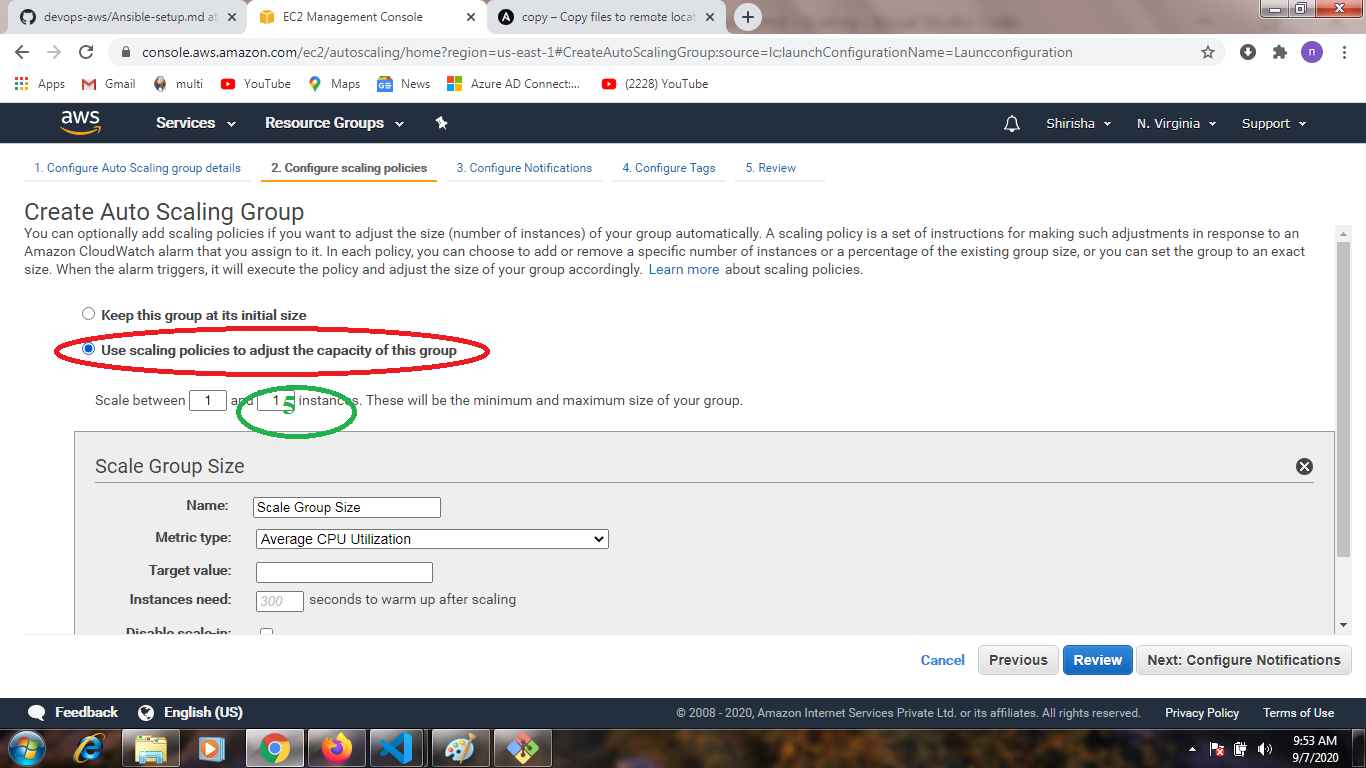 devops-aws/Ansible-setup.md at
EC2 Management Console
copy – Copy files to remote locat
console.aws.amazon.com/ec2/autoscaling/home?region=us-east-1#CreateAutoScalingGroup:source=lc;launchConfigurationName=Launcconfiguration
n
Apps Gmail multi YouTube Maps News Azure AD Connect:... (2228) YouTube
aws Services Resource Groups Shirisha N. Virginia Support
1. Configure Auto Scaling group details 2. Configure scaling policies 3. Configure Notifications 4. Configure Tags 5. Review
Create Auto Scaling Group
You can optionally add scaling policies if you want to adjust the size (number of instances) of your group automatically. A scaling policy is a set of instructions for making such adjustments in response to an
Amazon CloudWatch alarm that you assign to it. In each policy, you can choose to add or remove a specific number of instances or a percentage of the existing group size, or you can set the group to an exact
size. When the alarm triggers, it will execute the policy and adjust the size of your group accordingly. Learn more about scaling policies.
Keep this group at its initial size
Use scaling policies to adjust the capacity of this group
Scale between 1 and 1 5 instances. These will be the minimum and maximum size of your group.
Scale Group Size
Name: Scale Group Size
Metric type: Average CPU Utilization
Target value:
Instances need: 300 seconds to warm up after scaling
Disable scale-in:
Cancel Previous Review Next: Configure Notifications
Feedback English (US) © 2008 - 2020, Amazon Internet Services Private Ltd. or its affiliates. All rights reserved. Privacy Policy Terms of Use
9:53 AM
9/7/2020